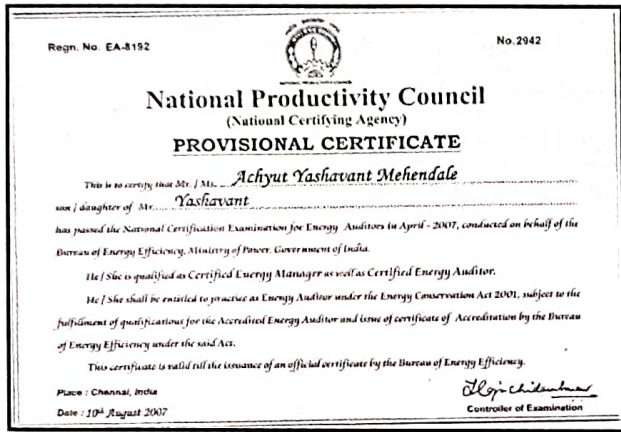 Regn. No. EA-8192
No.2942
National Productivity Council
(National Certifying Agency)
PROVISIONAL CERTIFICATE
This is to certify that Mr. / Ms. Achyut Yashavant Mehendale
son / daughter of Mr. Yashavant
has passed the National Certification Examination for Energy Auditors in April - 2007, conducted on behalf of the
Bureau of Energy Efficiency, Ministry of Power, Government of India.
He / She is qualified as Certified Energy Manager as well as Certified Energy Auditor.
He / She shall be entitled to practice as Energy Auditor under the Energy Conservation Act 2001, subject to the
fulfillment of qualifications for the Accredited Energy Auditor and issue of certificate of Accreditation by the Bureau
of Energy Efficiency under the said Act.
This certificate is valid till the issuance of an official certificate by the Bureau of Energy Efficiency.
Place : Chennai, India
Date : 10th August 2007
Controller of Examination